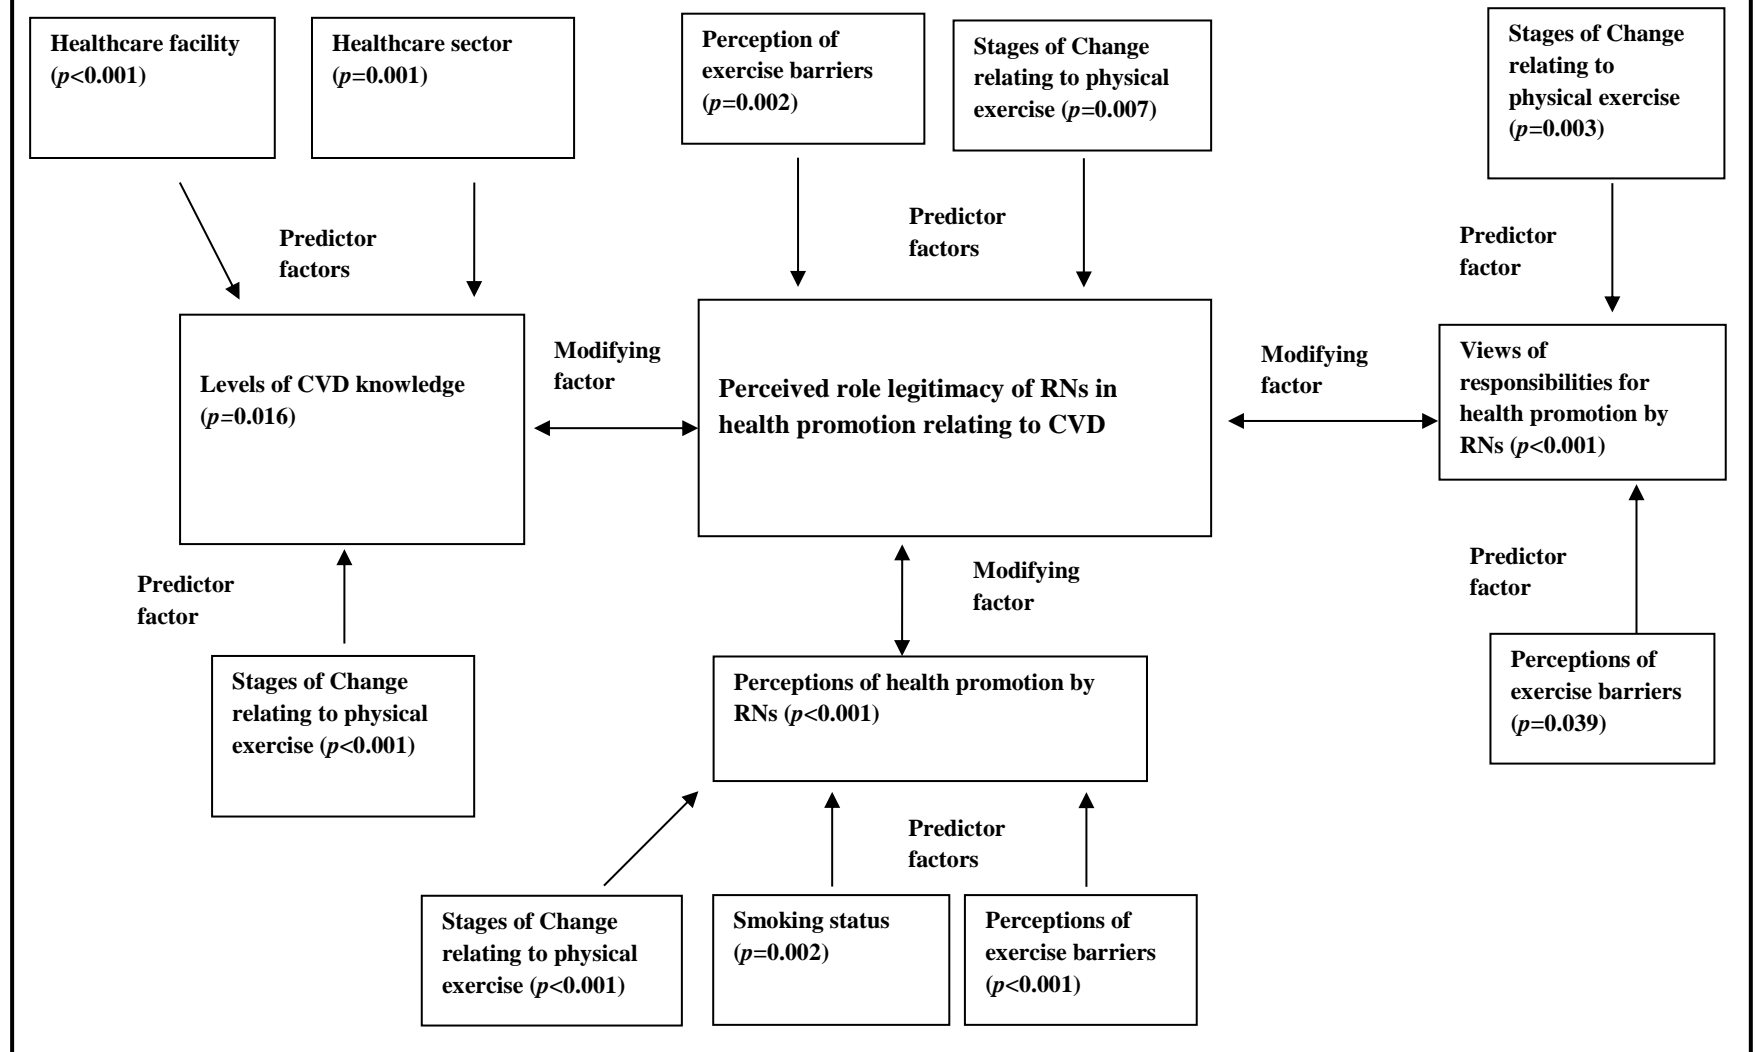 Healthcare facility
(p<0.001)
Healthcare sector
(p=0.001)
Perception of
exercise barriers
(p=0.002)
Stages of Change
relating to physical
exercise (p=0.007)
Stages of Change
relating to
physical exercise
(p=0.003)
Predictor
factors
Predictor
factors
Predictor
factor
Levels of CVD knowledge
(p=0.016)
Modifying
factor
Perceived role legitimacy of RNs in
health promotion relating to CVD
Modifying
factor
Views of
responsibilities for
health promotion by
RNs (p<0.001)
Predictor
factor
Modifying
factor
Predictor
factor
Stages of Change
relating to physical
exercise (p<0.001)
Perceptions of health promotion by
RNs (p<0.001)
Perceptions of
exercise barriers
(p=0.039)
Predictor
factors
Stages of Change
relating to physical
exercise (p<0.001)
Smoking status
(p=0.002)
Perceptions of
exercise barriers
(p<0.001)